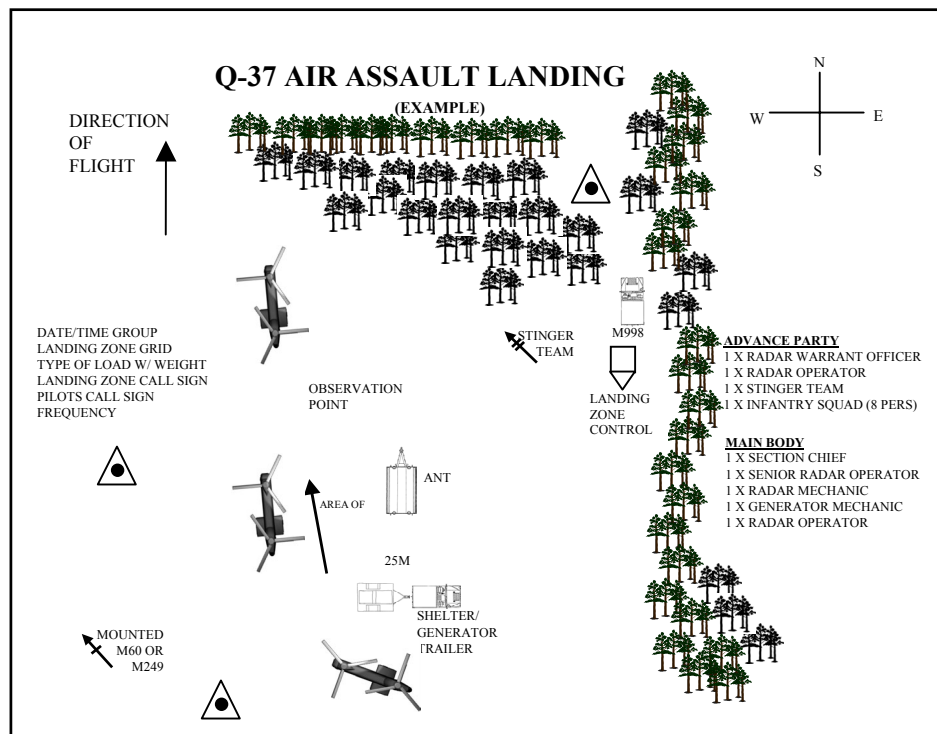 Q-37 AIR ASSAULT LANDING
(EXAMPLE)
DIRECTION
OF
FLIGHT
N
W
E
S
DATE/TIME GROUP
LANDING ZONE GRID
TYPE OF LOAD W/ WEIGHT
LANDING ZONE CALL SIGN
PILOTS CALL SIGN
FREQUENCY
OBSERVATION
POINT
STINGER
TEAM
M998
LANDING
ZONE
CONTROL
ADVANCE PARTY
1 X RADAR WARRANT OFFICER
1 X RADAR OPERATOR
1 X STINGER TEAM
1 X INFANTRY SQUAD (8 PERS)
MAIN BODY
1 X SECTION CHIEF
1 X SENIOR RADAR OPERATOR
1 X RADAR MECHANIC
1 X GENERATOR MECHANIC
1 X RADAR OPERATOR
ANT
AREA OF
25M
SHELTER/
GENERATOR
TRAILER
MOUNTED
M60 OR
M249